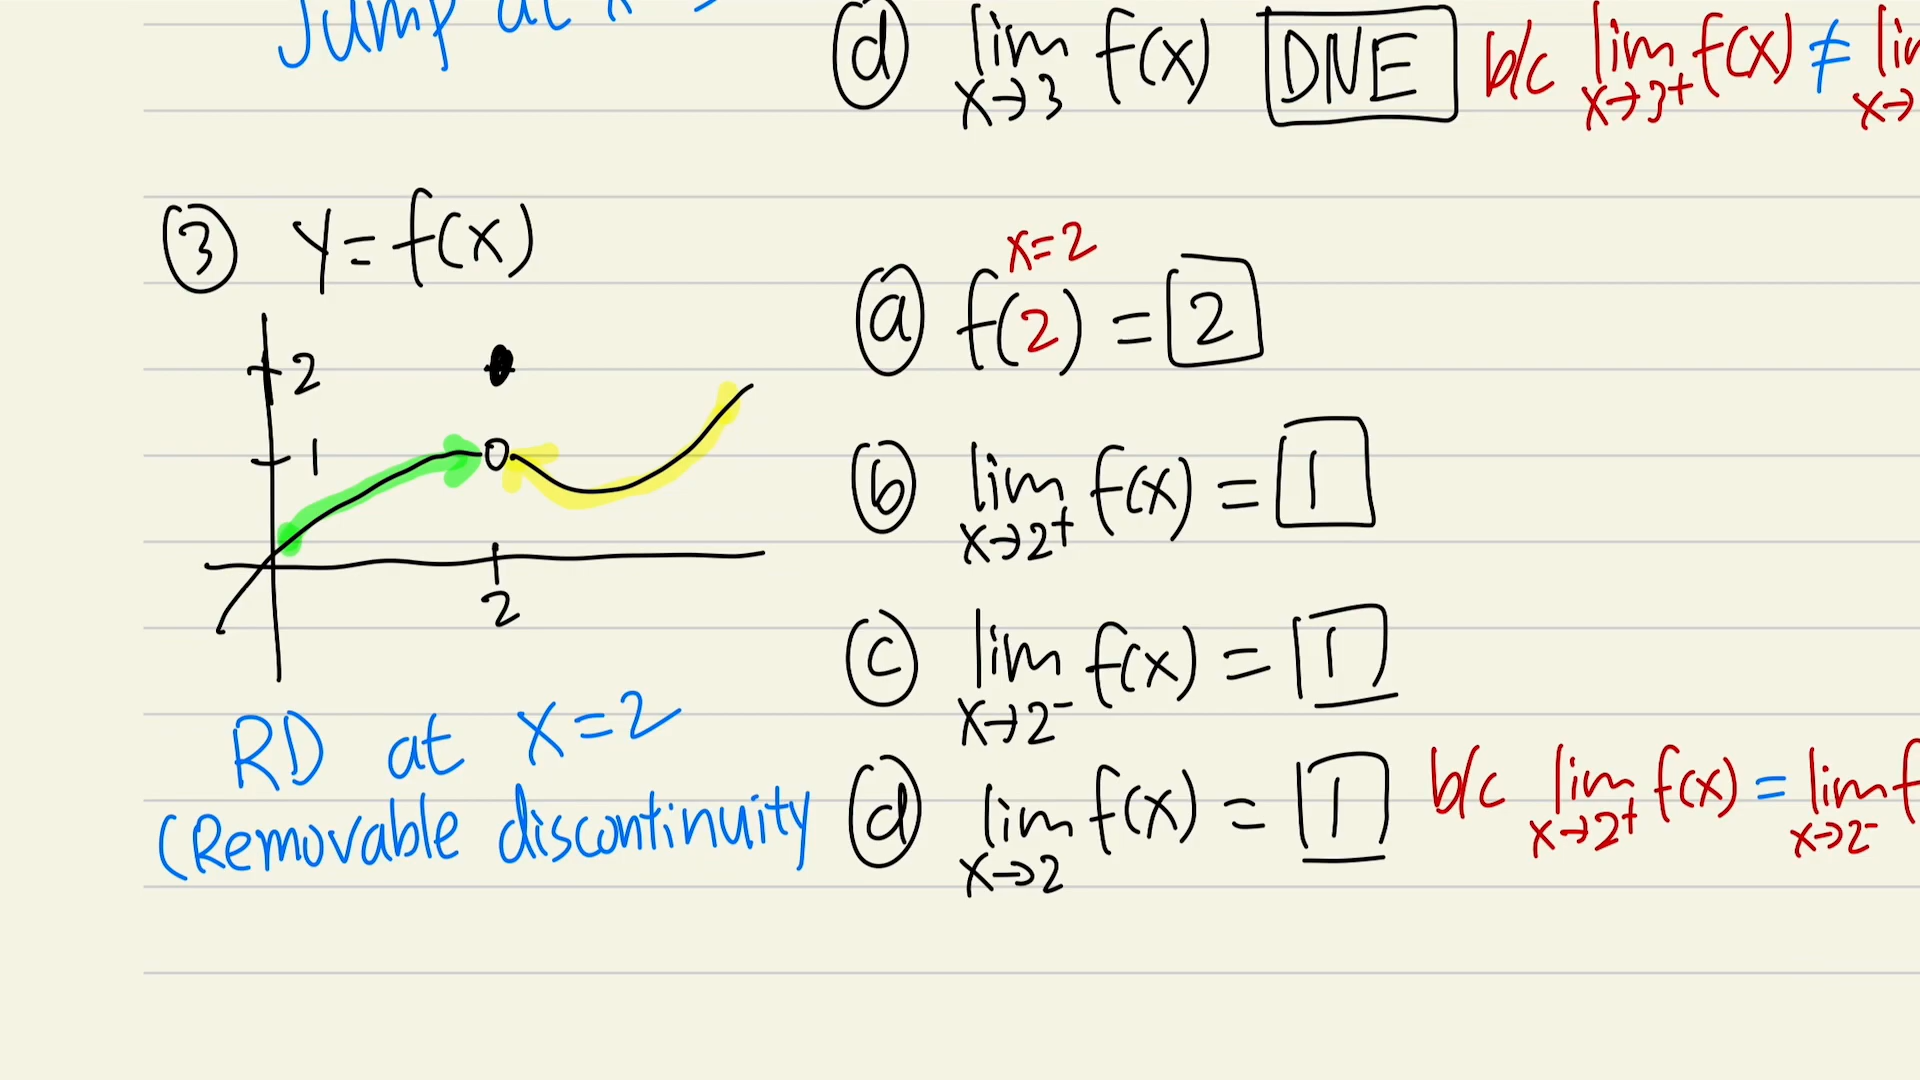 Jump at x
(d) lim x→3 f(x) DNE b/c lim x→3⁺ f(x) ≠
(3) y = f(x)
x=2
(a) f(2) = 2
2
1
2
(b) lim x→2⁺ f(x) = 1
(c) lim x→2⁻ f(x) = 1
RD at x=2
(Removable discontinuity
(d) lim x→2 f(x) = 1 b/c lim x→2⁺ f(x) = lim x→2⁻ f